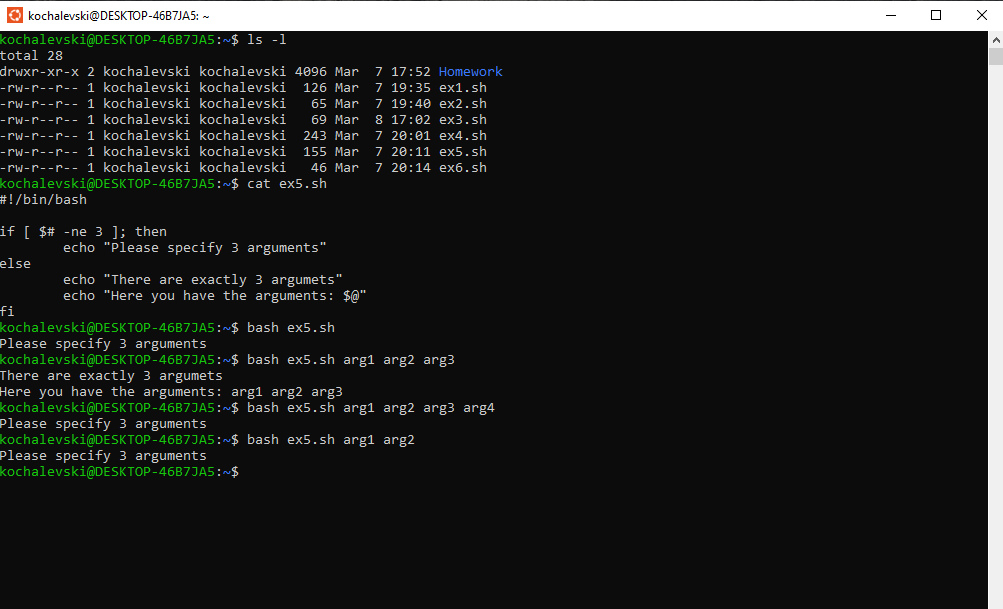 kochalevski@DESKTOP-46B7JA5: ~
kochalevski@DESKTOP-46B7JA5:~$ ls -l
total 28
drwxr-xr-x 2 kochalevski kochalevski 4096 Mar  7 17:52 Homework
-rw-r--r-- 1 kochalevski kochalevski  126 Mar  7 19:35 ex1.sh
-rw-r--r-- 1 kochalevski kochalevski   65 Mar  7 19:40 ex2.sh
-rw-r--r-- 1 kochalevski kochalevski   69 Mar  8 17:02 ex3.sh
-rw-r--r-- 1 kochalevski kochalevski  243 Mar  7 20:01 ex4.sh
-rw-r--r-- 1 kochalevski kochalevski  155 Mar  7 20:11 ex5.sh
-rw-r--r-- 1 kochalevski kochalevski   46 Mar  7 20:14 ex6.sh
kochalevski@DESKTOP-46B7JA5:~$ cat ex5.sh
#!/bin/bash

if [ $# -ne 3 ]; then
        echo "Please specify 3 arguments"
else
        echo "There are exactly 3 argumets"
        echo "Here you have the arguments: $@"
fi
kochalevski@DESKTOP-46B7JA5:~$ bash ex5.sh
Please specify 3 arguments
kochalevski@DESKTOP-46B7JA5:~$ bash ex5.sh arg1 arg2 arg3
There are exactly 3 argumets
Here you have the arguments: arg1 arg2 arg3
kochalevski@DESKTOP-46B7JA5:~$ bash ex5.sh arg1 arg2 arg3 arg4
Please specify 3 arguments
kochalevski@DESKTOP-46B7JA5:~$ bash ex5.sh arg1 arg2
Please specify 3 arguments
kochalevski@DESKTOP-46B7JA5:~$